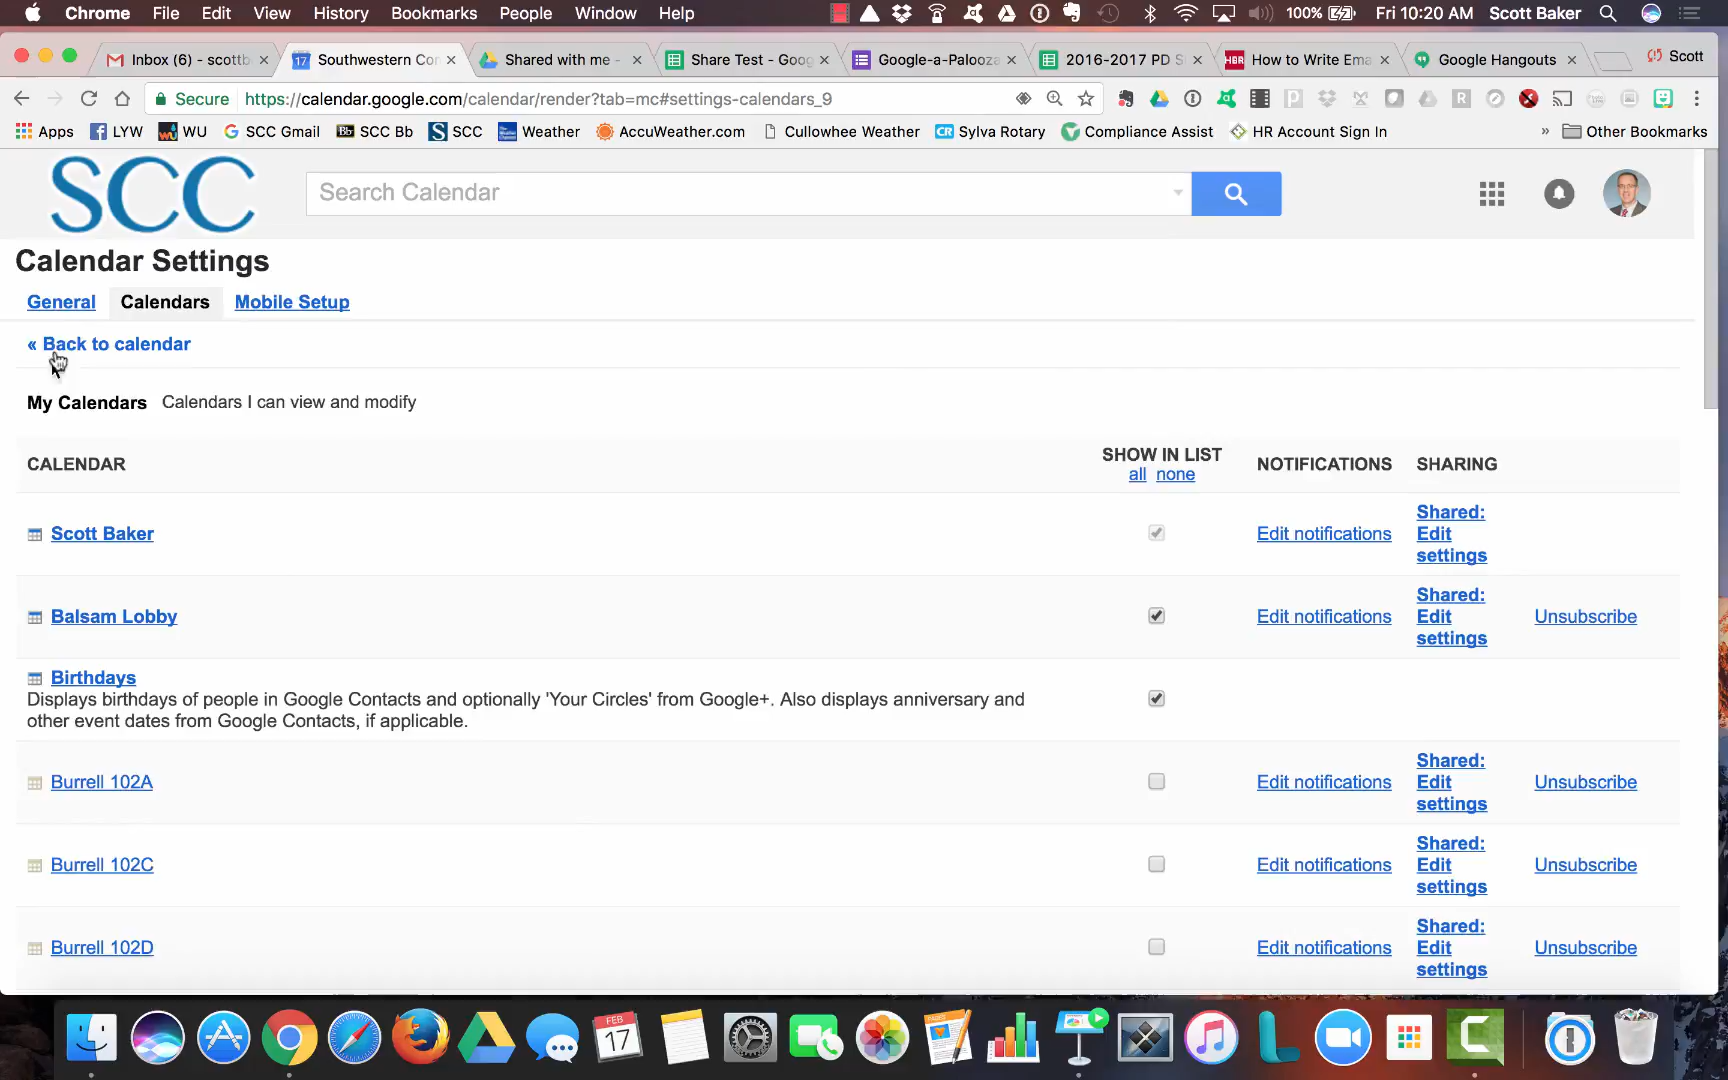 Chrome File Edit View History Bookmarks People Window Help 100% Fri 10:20 AM Scott Baker
Inbox (6) - scottb 17 Southwestern Co Shared with me - Share Test - Goog Google-a-Palooza 2016-2017 PD S HBR How to Write Ema Google Hangouts Scott
Secure https://calendar.google.com/calendar/render?tab=mc#settings-calendars_9
Apps LYW WU SCC Gmail Bb SCC Bb S SCC Weather AccuWeather.com Cullowhee Weather CR Sylva Rotary Compliance Assist HR Account Sign In » Other Bookmarks
SCC Search Calendar
Calendar Settings
General Calendars Mobile Setup
« Back to calendar
My Calendars Calendars I can view and modify
CALENDAR SHOW IN LIST NOTIFICATIONS SHARING
all none
Scott Baker Edit notifications Shared: Edit settings
Balsam Lobby Edit notifications Shared: Edit settings Unsubscribe
Birthdays
Displays birthdays of people in Google Contacts and optionally 'Your Circles' from Google+. Also displays anniversary and
other event dates from Google Contacts, if applicable.
Burrell 102A Edit notifications Shared: Edit settings Unsubscribe
Burrell 102C Edit notifications Shared: Edit settings Unsubscribe
Burrell 102D Edit notifications Shared: Edit settings Unsubscribe
FEB
17